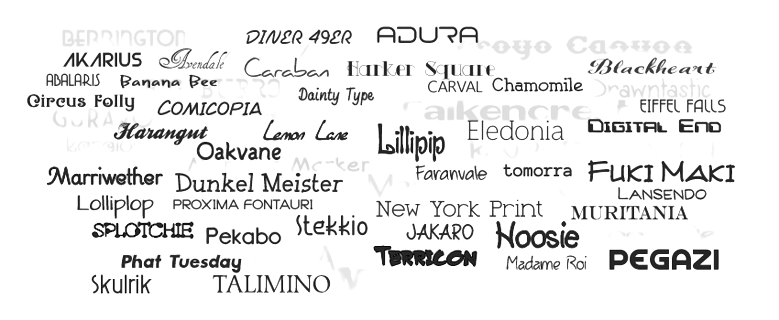 BERRINGTON DINER 49ER ADURA
Arroyo Canyon
AKARIUS Avendale Caraban Harker Square Blackheart
ABALARIS Banana Bee CARVAL Chamomile Drawntastic
Circus Folly COMICOPIA Dainty Type EIFFEL FALLS
Harangut Lemon Lane Lillipip Eledonia DIGITAL END
Oakvane
Marriwether Dunkel Meister Faranvale tomorra FUKI MAKI
Lolliplop PROXIMA FONTAURI New York Print MURITANIA LANSENDO
SPLOTCHIE Pekabo Stekkio JAKARO Noosie
Phat Tuesday TERRICON Madame Roi PEGAZI
Skulrik TALIMINO